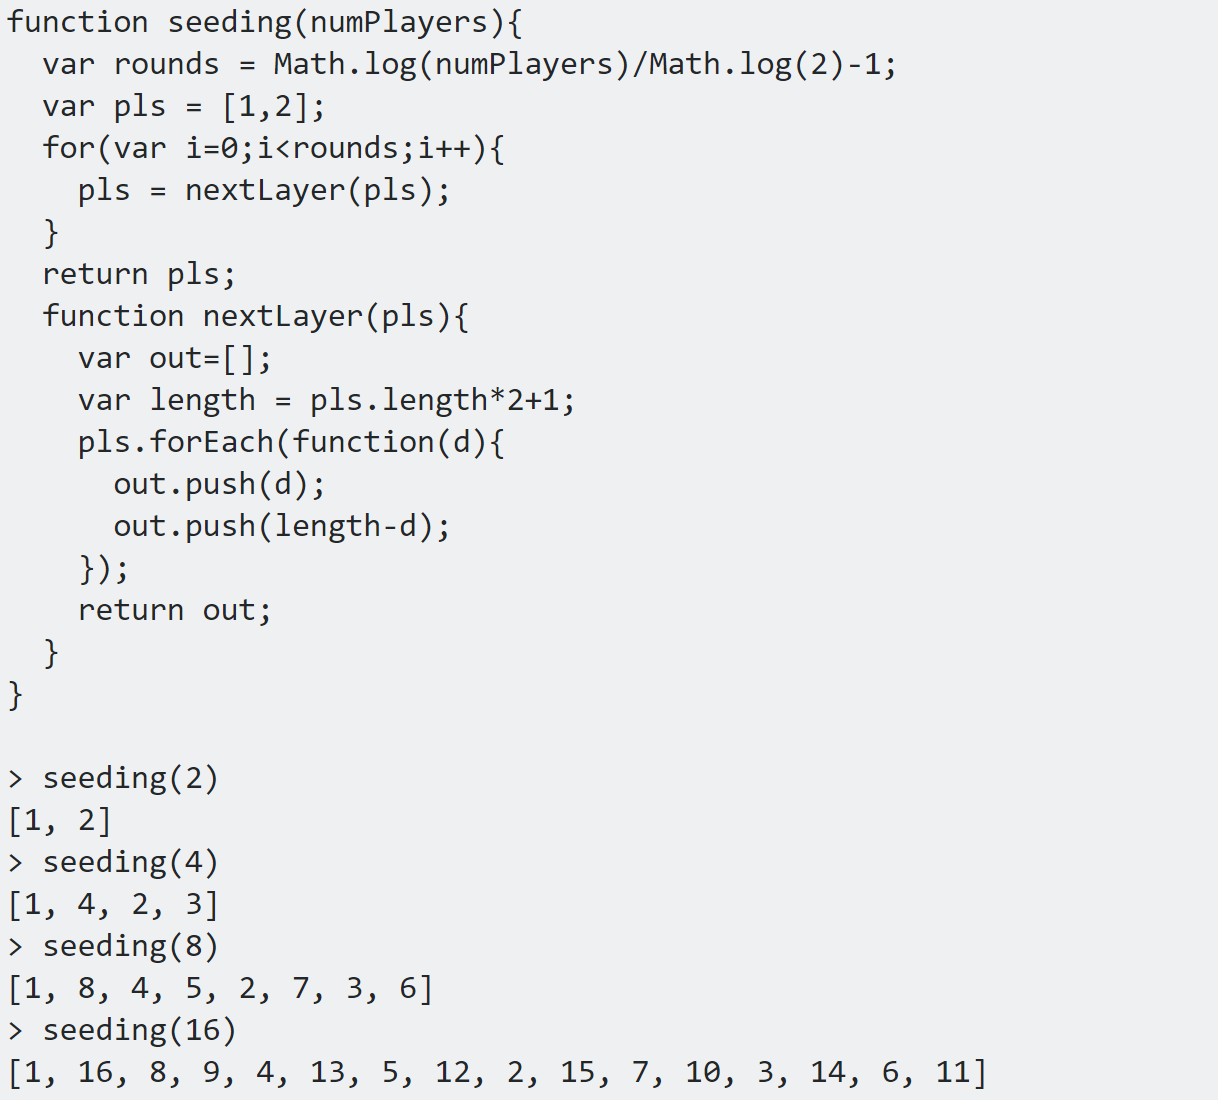 function seeding(numPlayers){
  var rounds = Math.log(numPlayers)/Math.log(2)-1;
  var pls = [1,2];
  for(var i=0;i<rounds;i++){
    pls = nextLayer(pls);
  }
  return pls;
  function nextLayer(pls){
    var out=[];
    var length = pls.length*2+1;
    pls.forEach(function(d){
      out.push(d);
      out.push(length-d);
    });
    return out;
  }
}

> seeding(2)
[1, 2]
> seeding(4)
[1, 4, 2, 3]
> seeding(8)
[1, 8, 4, 5, 2, 7, 3, 6]
> seeding(16)
[1, 16, 8, 9, 4, 13, 5, 12, 2, 15, 7, 10, 3, 14, 6, 11]